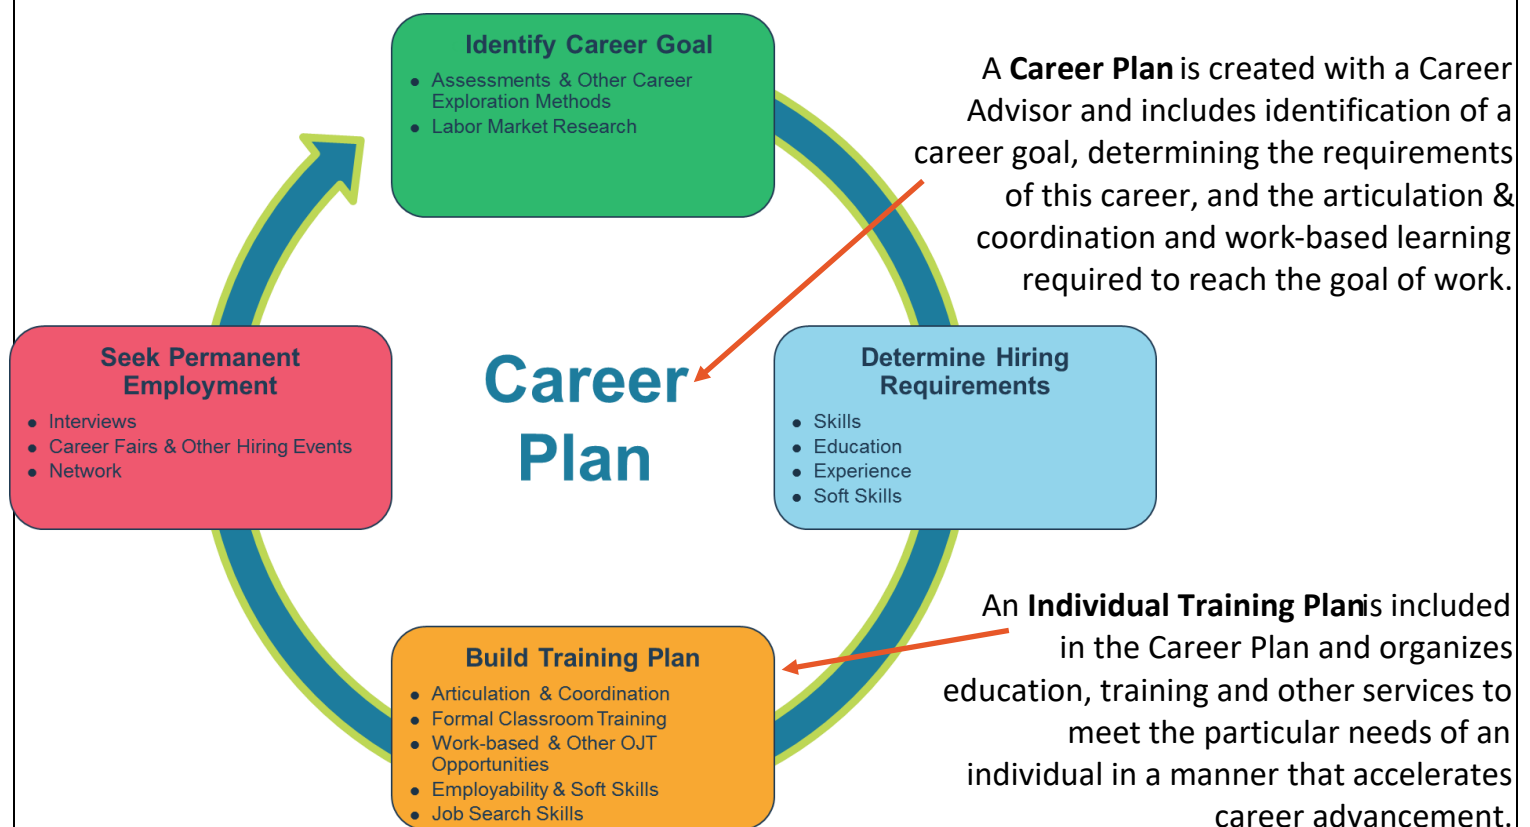 Identify Career Goal
● Assessments & Other Career
Exploration Methods
● Labor Market Research
A Career Plan is created with a Career
Advisor and includes identification of a
career goal, determining the requirements
of this career, and the articulation &
coordination and work-based learning
required to reach the goal of work.
Seek Permanent
Employment
● Interviews
● Career Fairs & Other Hiring Events
● Network
Career
Plan
Determine Hiring
Requirements
● Skills
● Education
● Experience
● Soft Skills
Build Training Plan
● Articulation & Coordination
● Formal Classroom Training
● Work-based & Other OJT
Opportunities
● Employability & Soft Skills
● Job Search Skills
An Individual Training Plan is included
in the Career Plan and organizes
education, training and other services to
meet the particular needs of an
individual in a manner that accelerates
career advancement.